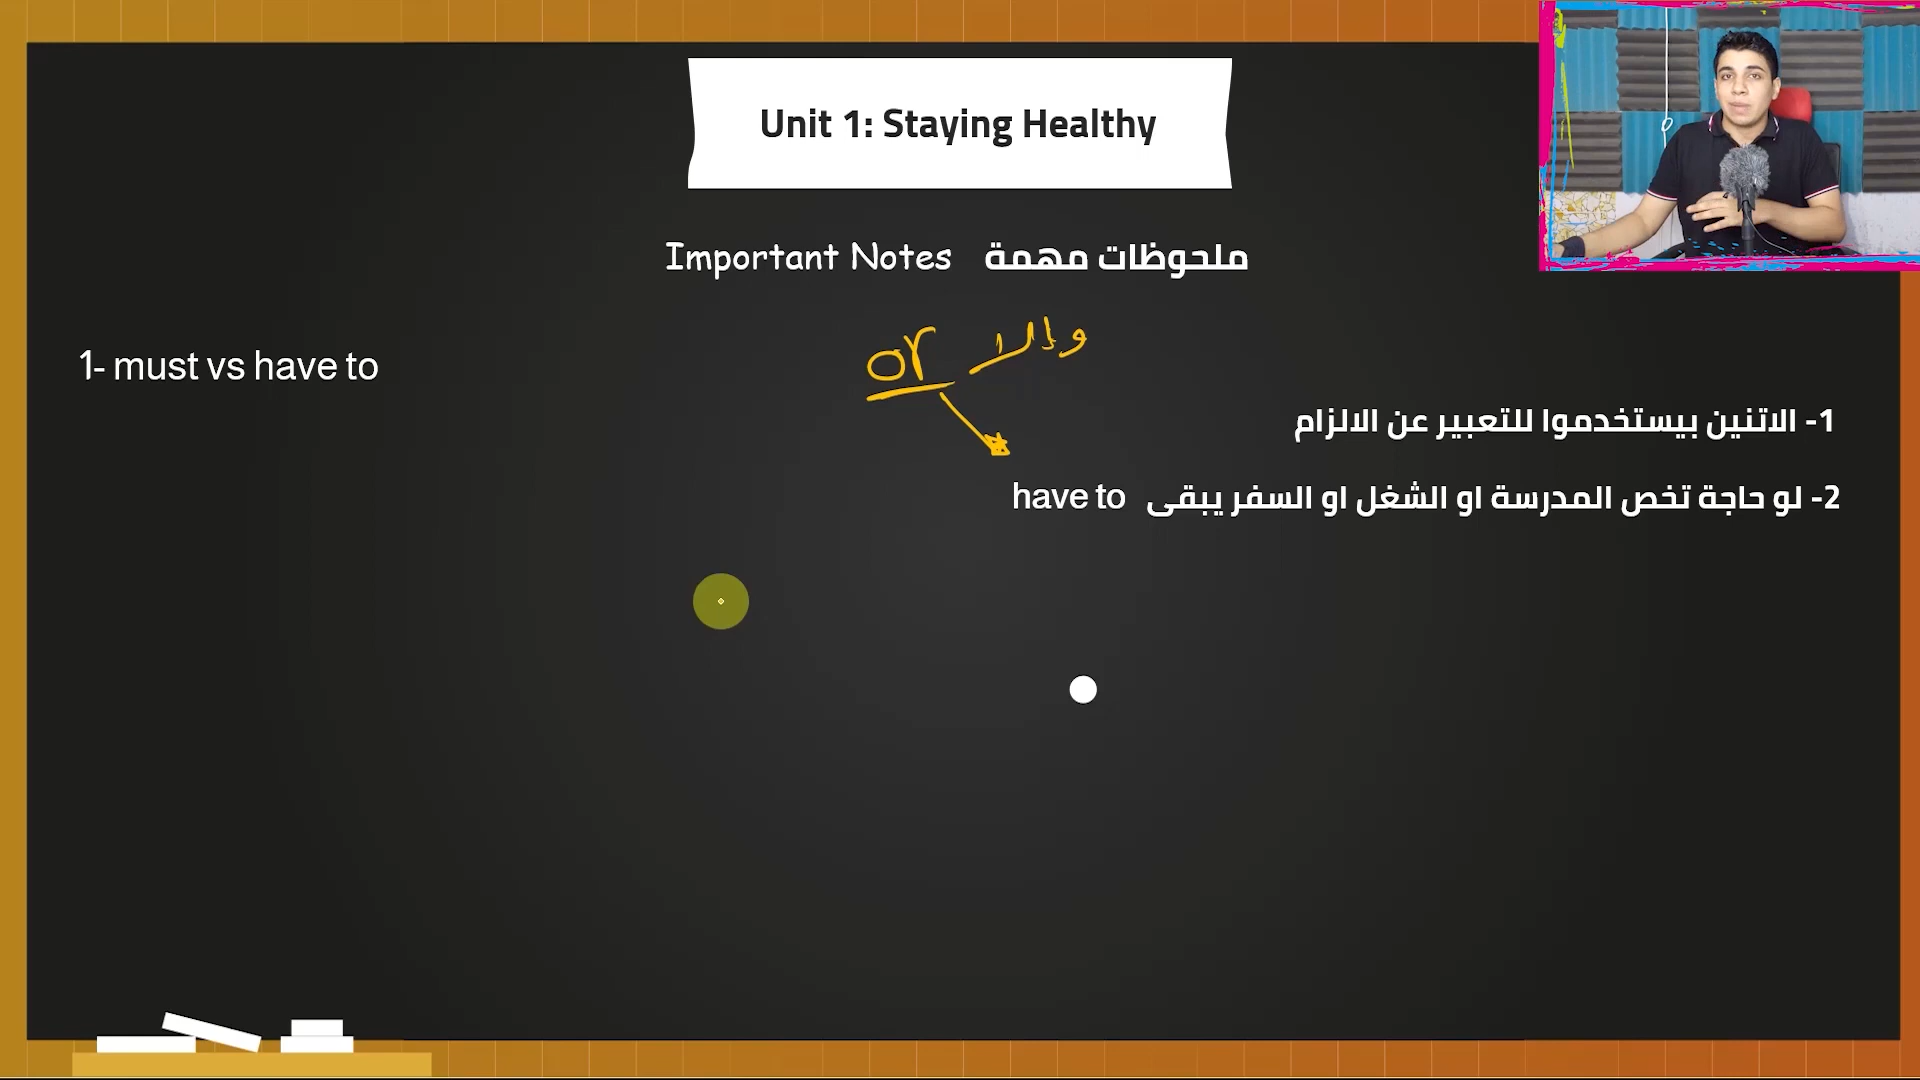 Unit 1: Staying Healthy
Important Notes ملحوظات مهمة
or وإلا
1- must vs have to
1- الاتنين بيستخدموا للتعبير عن الالزام
2- لو حاجة تخص المدرسة او الشغل او السفر يبقى have to